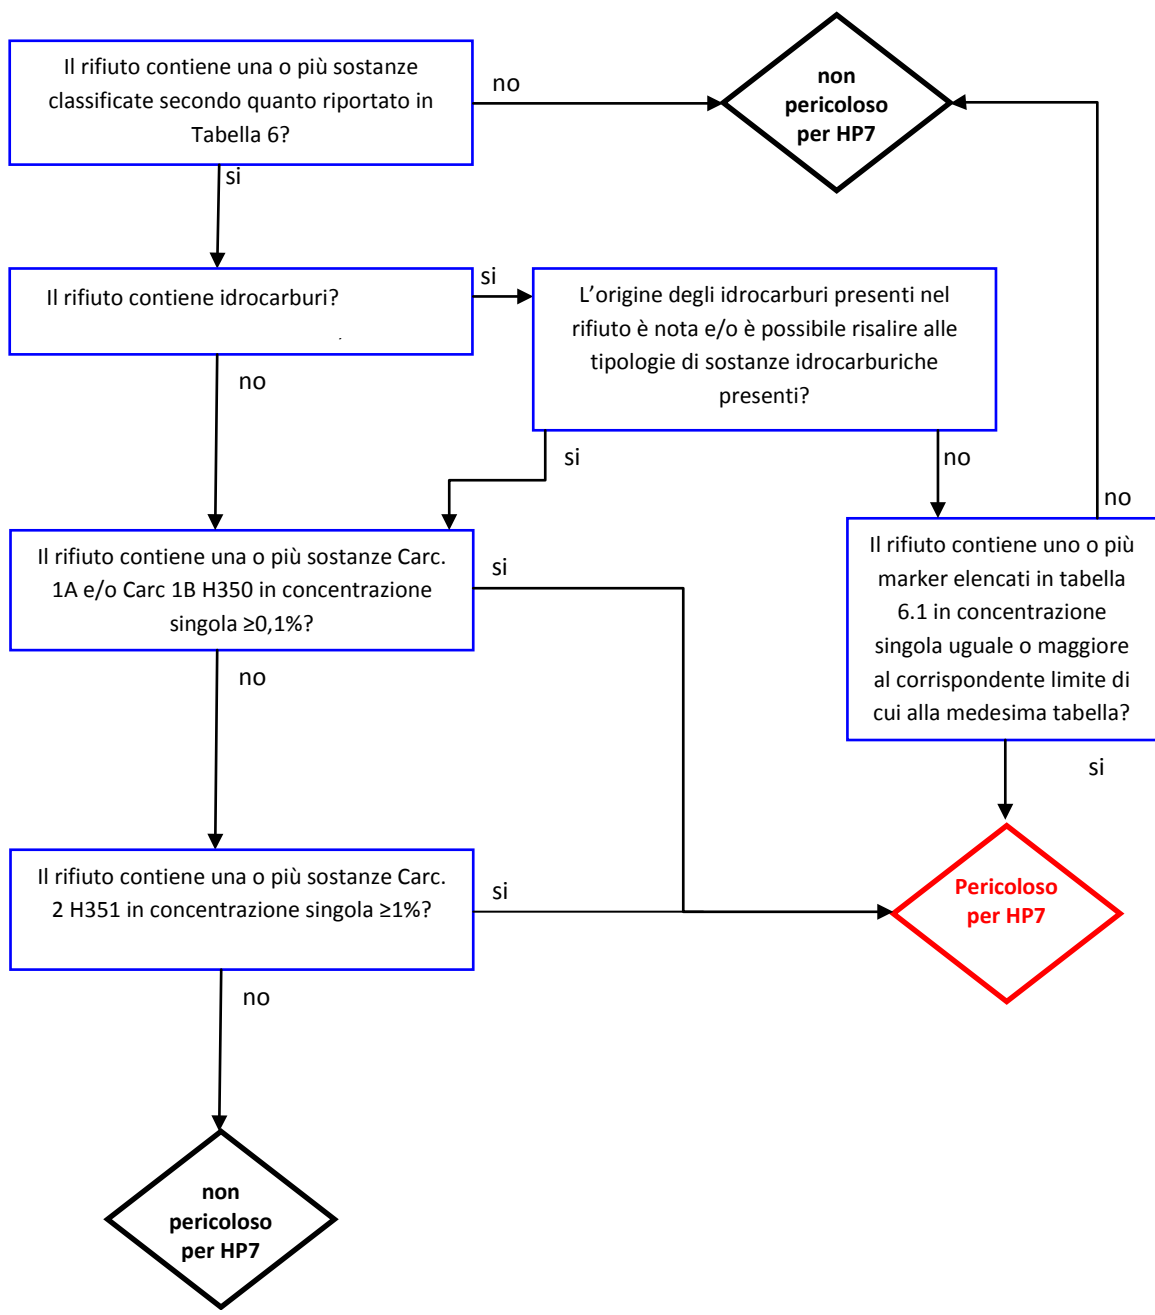 Il rifiuto contiene una o più sostanze
classificate secondo quanto riportato in
Tabella 6?
no
non
pericoloso
per HP7
si
Il rifiuto contiene idrocarburi?
si
L'origine degli idrocarburi presenti nel
rifiuto è nota e/o è possibile risalire alle
tipologie di sostanze idrocarburiche
presenti?
no
si
no
no
Il rifiuto contiene una o più sostanze Carc.
1A e/o Carc 1B H350 in concentrazione
singola ≥0,1%?
si
Il rifiuto contiene uno o più
marker elencati in tabella
6.1 in concentrazione
singola uguale o maggiore
al corrispondente limite di
cui alla medesima tabella?
no
si
Il rifiuto contiene una o più sostanze Carc.
2 H351 in concentrazione singola ≥1%?
si
Pericoloso
per HP7
no
non
pericoloso
per HP7